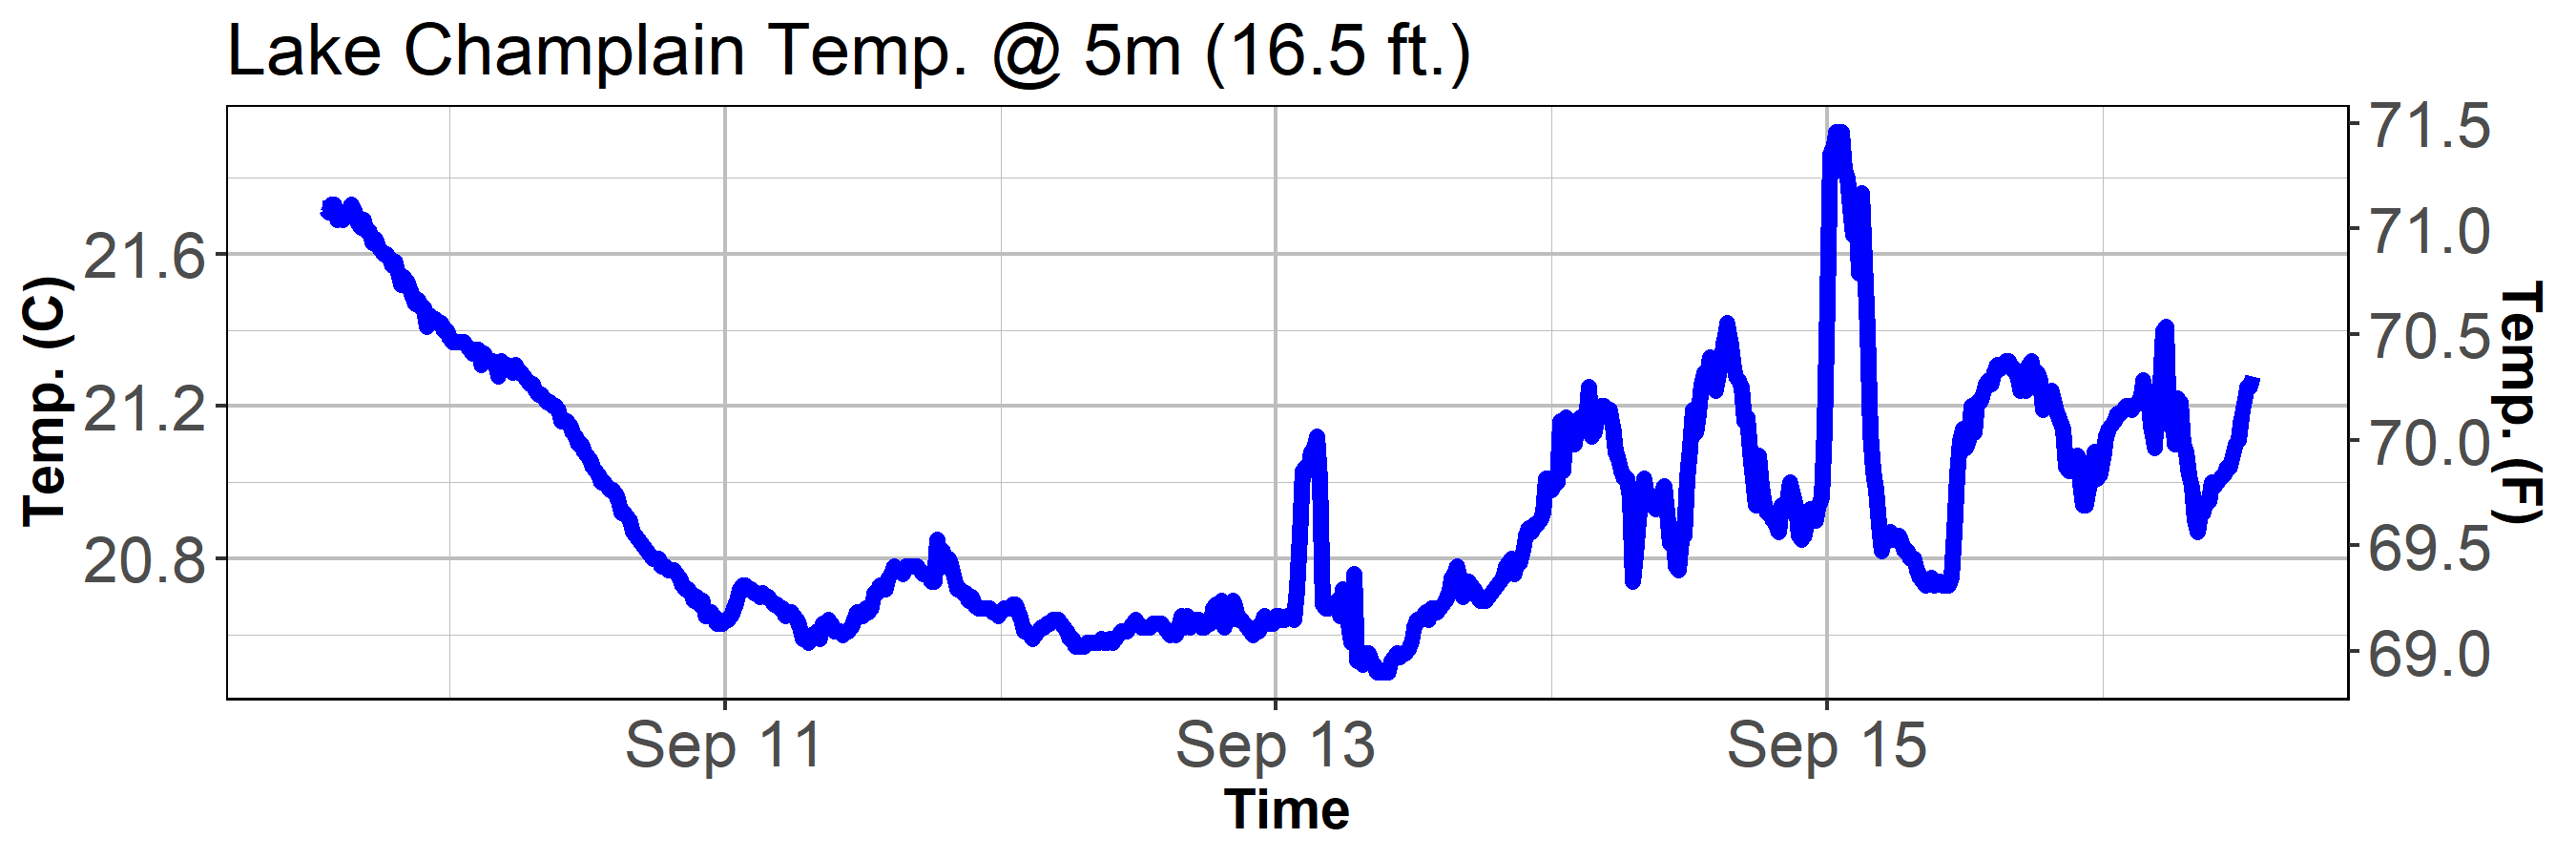 Lake Champlain Temp. @ 5m (16.5 ft.)
Temp. (C)
21.6
21.2
20.8
71.5
71.0
70.5
70.0
69.5
69.0
Temp. (F)
Sep 11
Sep 13
Sep 15
Time